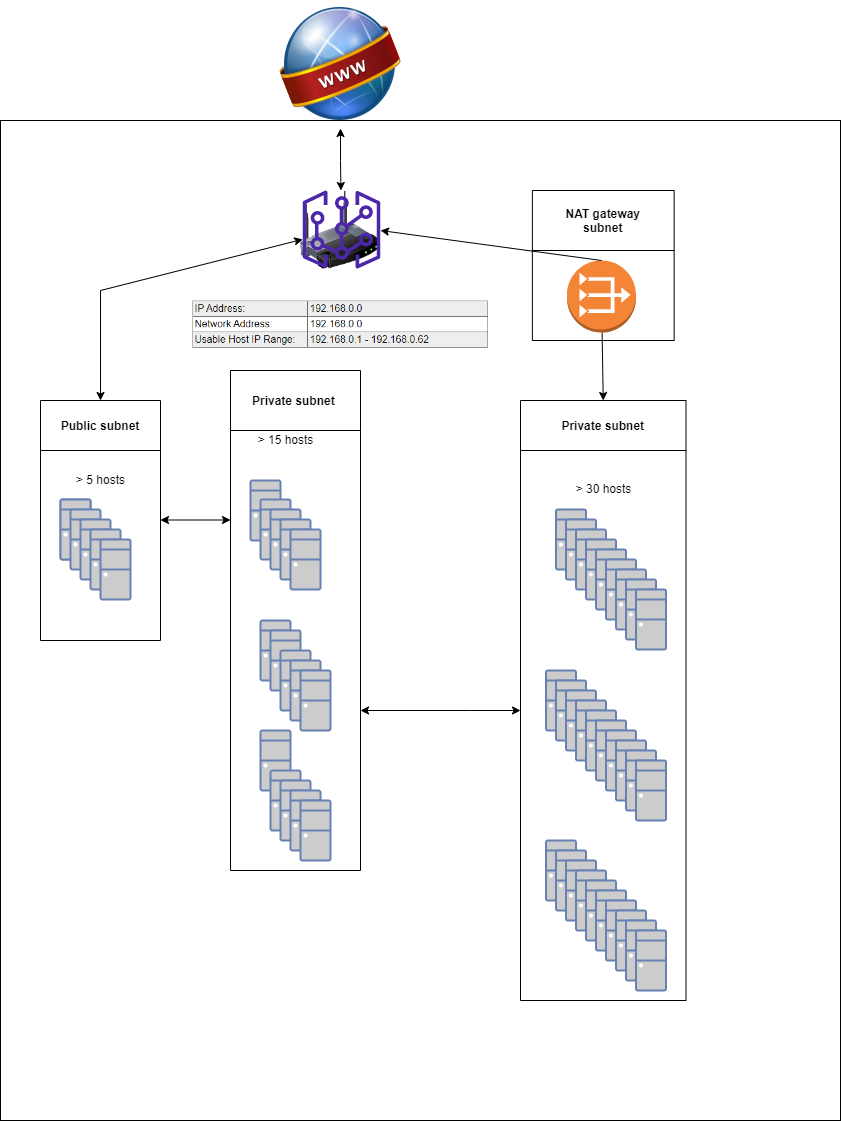 WWW
NAT gateway
subnet
IP Address: 192.168.0.0
Network Address: 192.168.0.0
Usable Host IP Range: 192.168.0.1 - 192.168.0.62
Public subnet
> 5 hosts
Private subnet
> 15 hosts
Private subnet
> 30 hosts